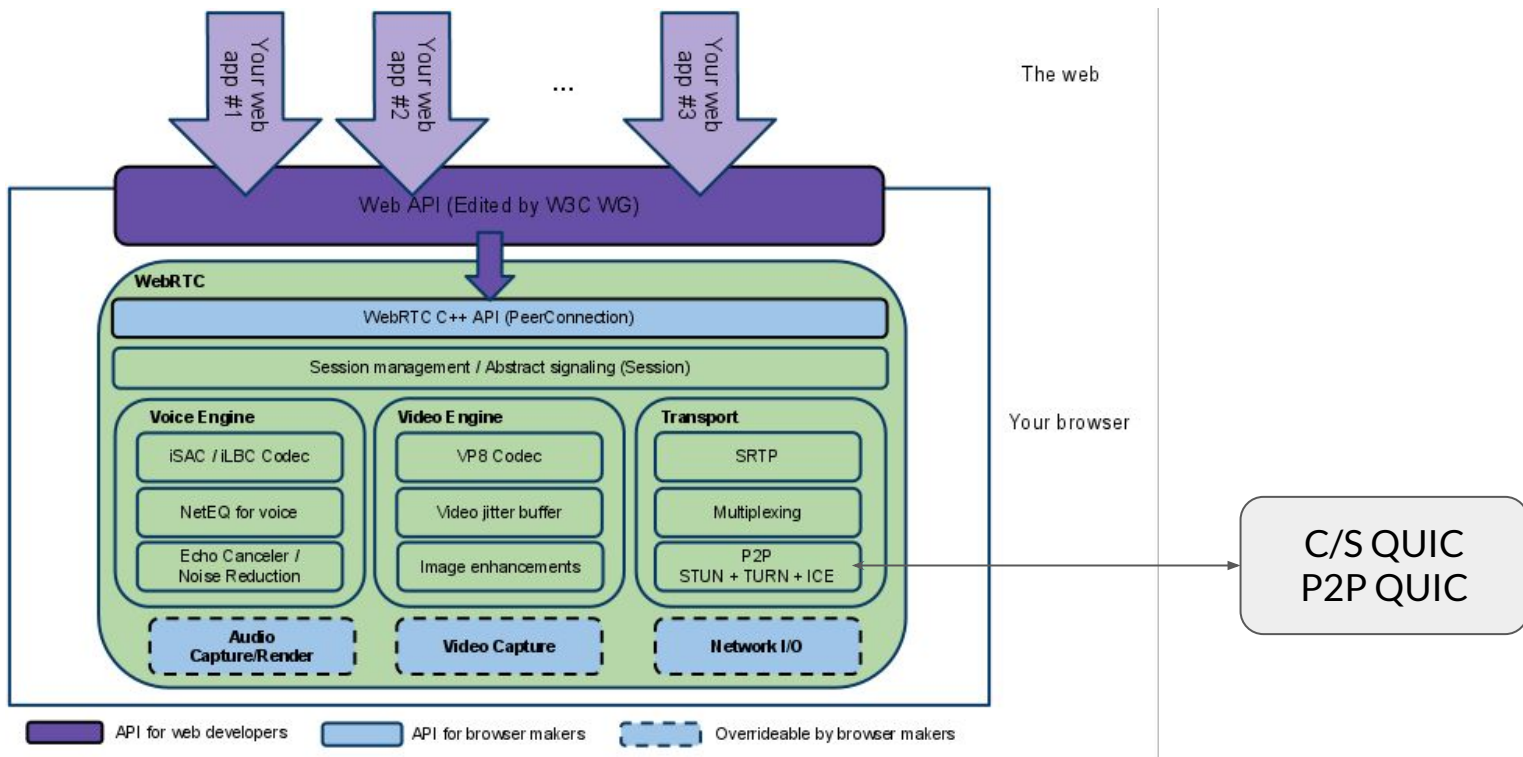 Your web
app #1
Your web
app #2
...
Your web
app #3
The web
Web API (Edited by W3C WG)
WebRTC
WebRTC C++ API (PeerConnection)
Session management / Abstract signaling (Session)
Your browser
Voice Engine
iSAC / iLBC Codec
NetEQ for voice
Echo Canceler /
Noise Reduction
Video Engine
VP8 Codec
Video jitter buffer
Image enhancements
Transport
SRTP
Multiplexing
P2P
STUN + TURN + ICE
C/S QUIC
P2P QUIC
Audio
Capture/Render
Video Capture
Network I/O
API for web developers
API for browser makers
Overrideable by browser makers